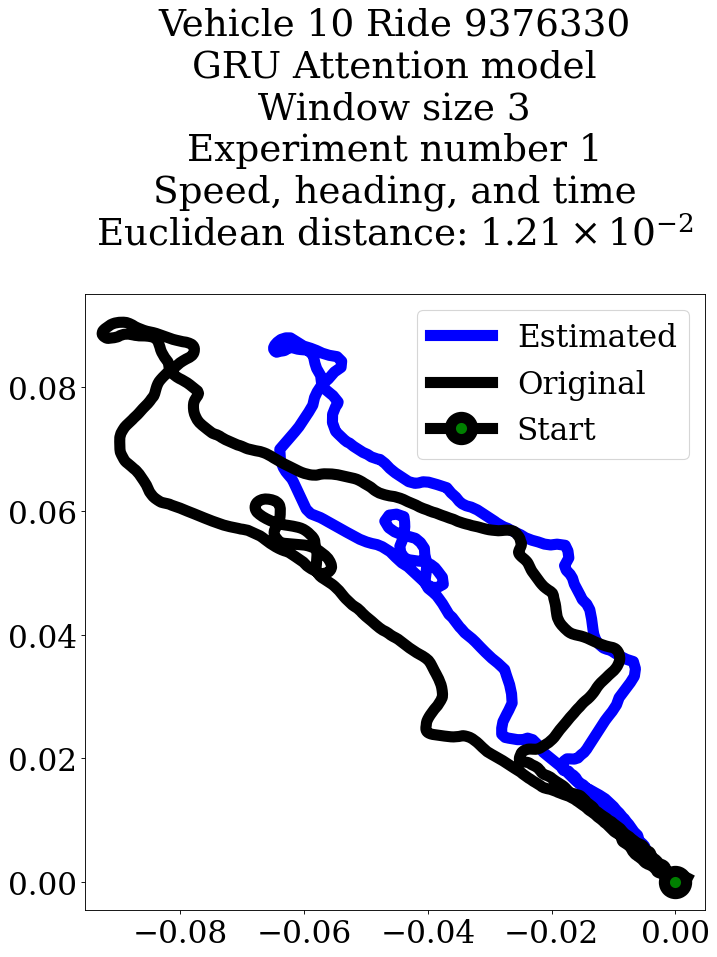 Vehicle 10 Ride 9376330
GRU Attention model
Window size 3
Experiment number 1
Speed, heading, and time
Euclidean distance: 1.21 × 10⁻²
Estimated
Original
Start
0.08
0.06
0.04
0.02
0.00
−0.08 −0.06 −0.04 −0.02 0.00